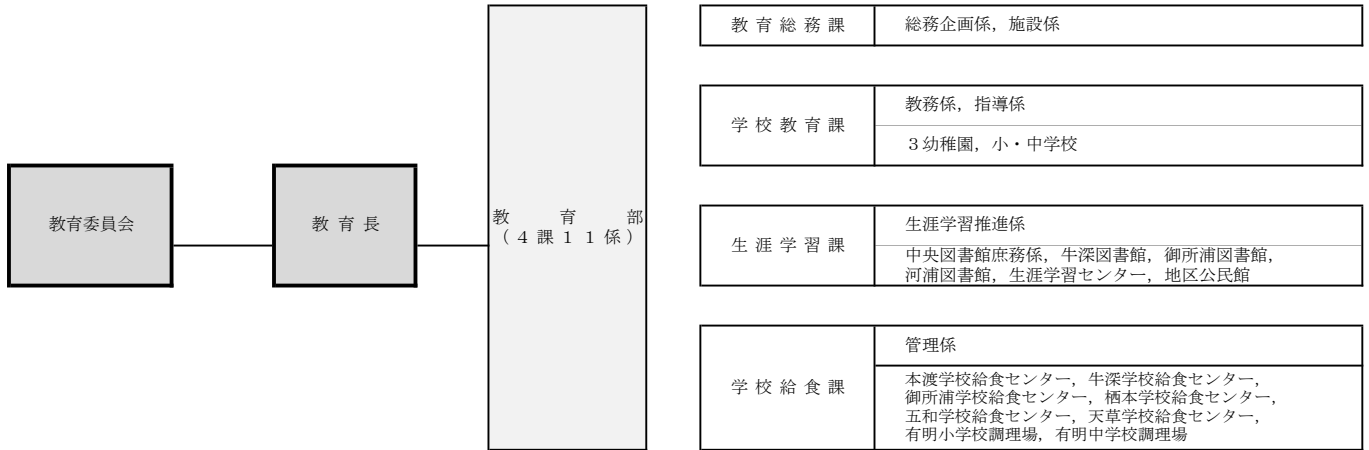 教育委員会
教育長
教育部
（４課１１係）
教育総務課
総務企画係，施設係
学校教育課
教務係，指導係
３幼稚園，小・中学校
生涯学習課
生涯学習推進係
中央図書館庶務係，牛深図書館，御所浦図書館，
河浦図書館，生涯学習センター，地区公民館
学校給食課
管理係
本渡学校給食センター，牛深学校給食センター，
御所浦学校給食センター，栖本学校給食センター，
五和学校給食センター，天草学校給食センター，
有明小学校調理場，有明中学校調理場